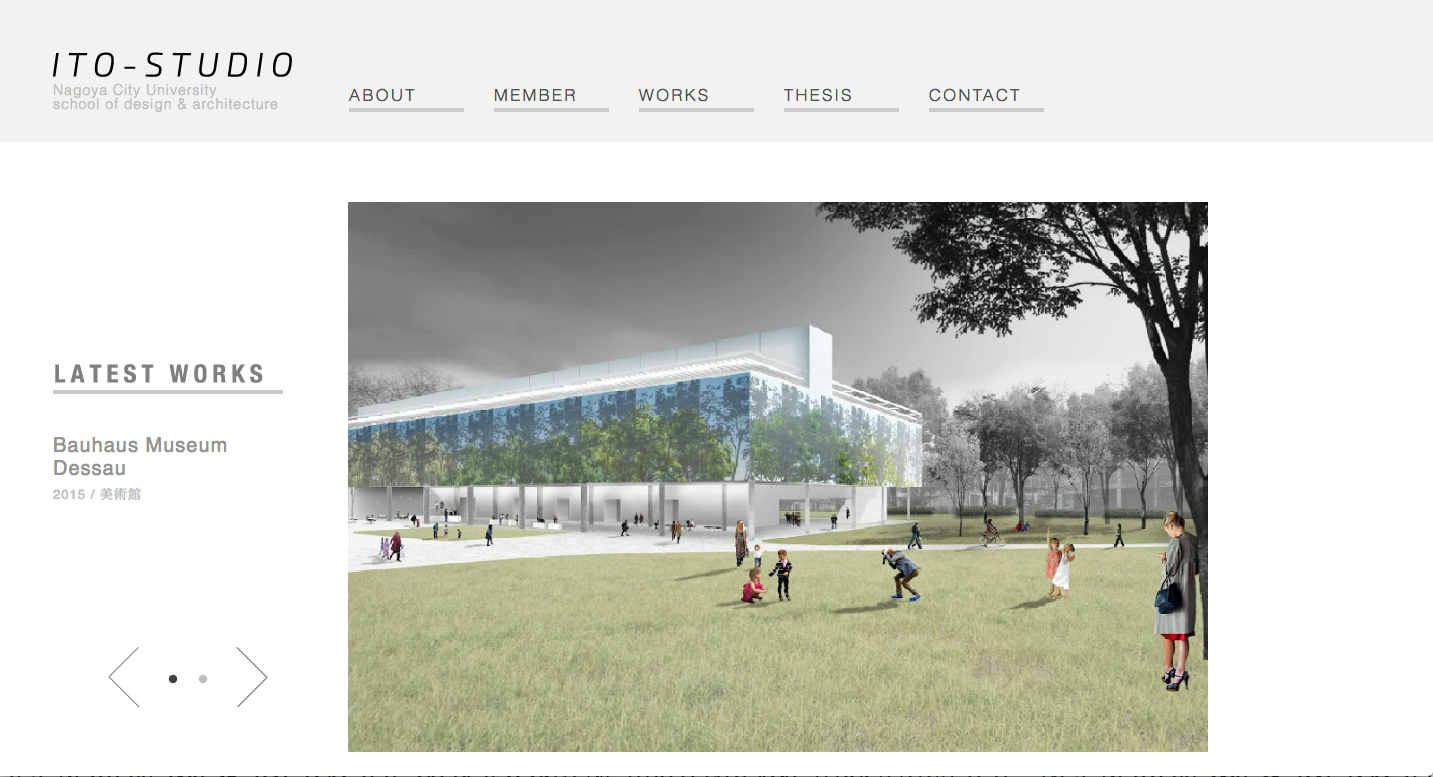 ITO-STUDIO
Nagoya City University
school of design & architecture
ABOUT
MEMBER
WORKS
THESIS
CONTACT
LATEST WORKS
Bauhaus Museum
Dessau
2015 / 美術館